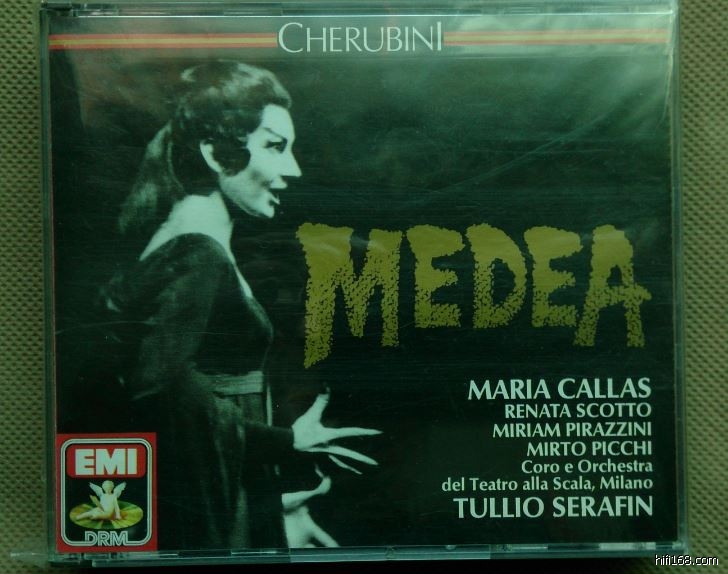 CHERUBINI
MEDEA
MARIA CALLAS
RENATA SCOTTO
MIRIAM PIRAZZINI
MIRTO PICCHI
Coro e Orchestra
del Teatro alla Scala, Milano
TULLIO SERAFIN
EMI
DRM
hifi168.com